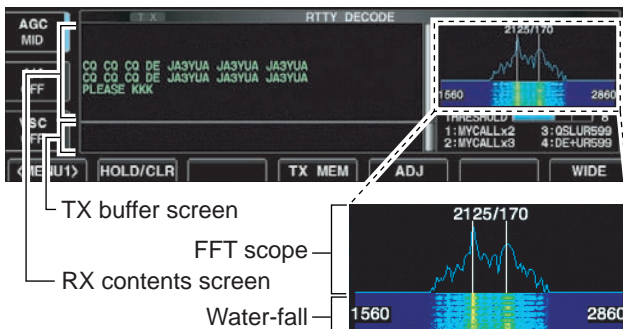 AGC
MID
TX
RTTY DECODE
2125/170
CQ CQ CQ DE JA3YUA JA3YUA JA3YUA
CQ CQ CQ DE JA3YUA JA3YUA JA3YUA
PLEASE KKK
1560
2860
THRESHOLD
8
1:MYCALLx2
3:QSLUR599
2:MYCALLx3
4:DE+UR599
<MENU1>
HOLD/CLR
TX MEM
ADJ
WIDE
TX buffer screen
2125/170
FFT scope
RX contents screen
Water-fall
1560
2860